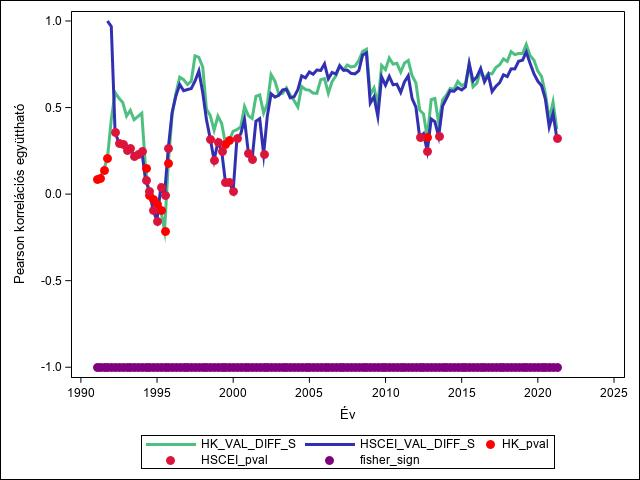 1.0
0.5
0.0
-0.5
-1.0
Pearson korrelációs együttható
1990 1995 2000 2005 2010 2015 2020 2025
Év
HK_VAL_DIFF_S HSCEI_VAL_DIFF_S HK_pval
HSCEI_pval fisher_sign